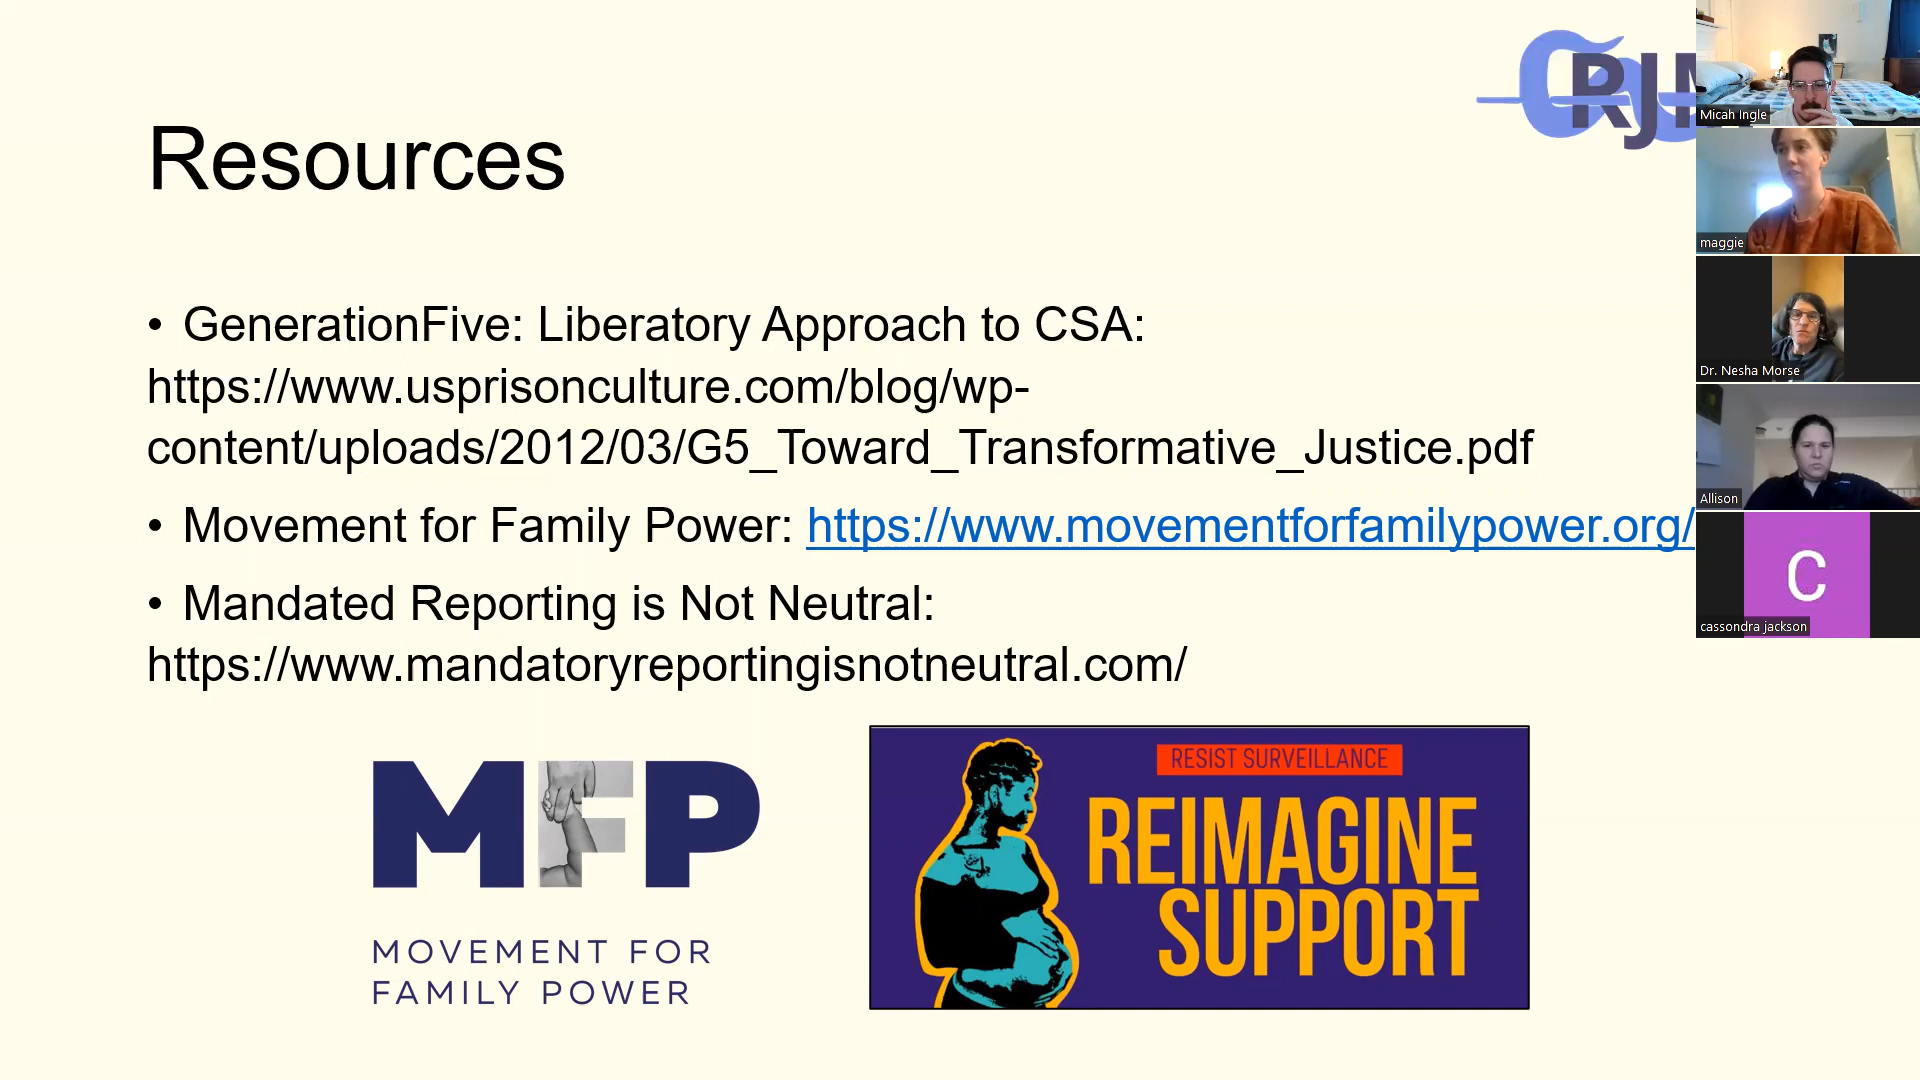 Resources
• GenerationFive: Liberatory Approach to CSA:
https://www.usprisonculture.com/blog/wp-
content/uploads/2012/03/G5_Toward_Transformative_Justice.pdf
• Movement for Family Power: https://www.movementforfamilypower.org/
• Mandated Reporting is Not Neutral:
https://www.mandatoryreportingisnotneutral.com/
MFP
MOVEMENT FOR
FAMILY POWER
RESIST SURVEILLANCE
REIMAGINE
SUPPORT
RJ
Micah Ingle
maggie
Dr. Nesha Morse
Allison
C
cassondra jackson